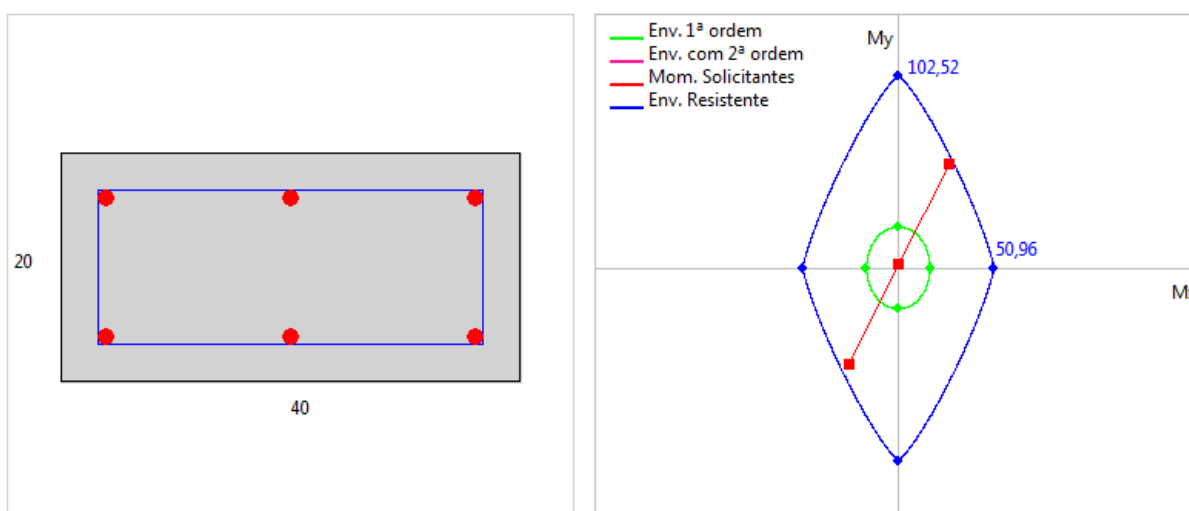 20
40
Env. 1ª ordem
Env. com 2ª ordem
Mom. Solicitantes
Env. Resistente
My
102,52
50,96